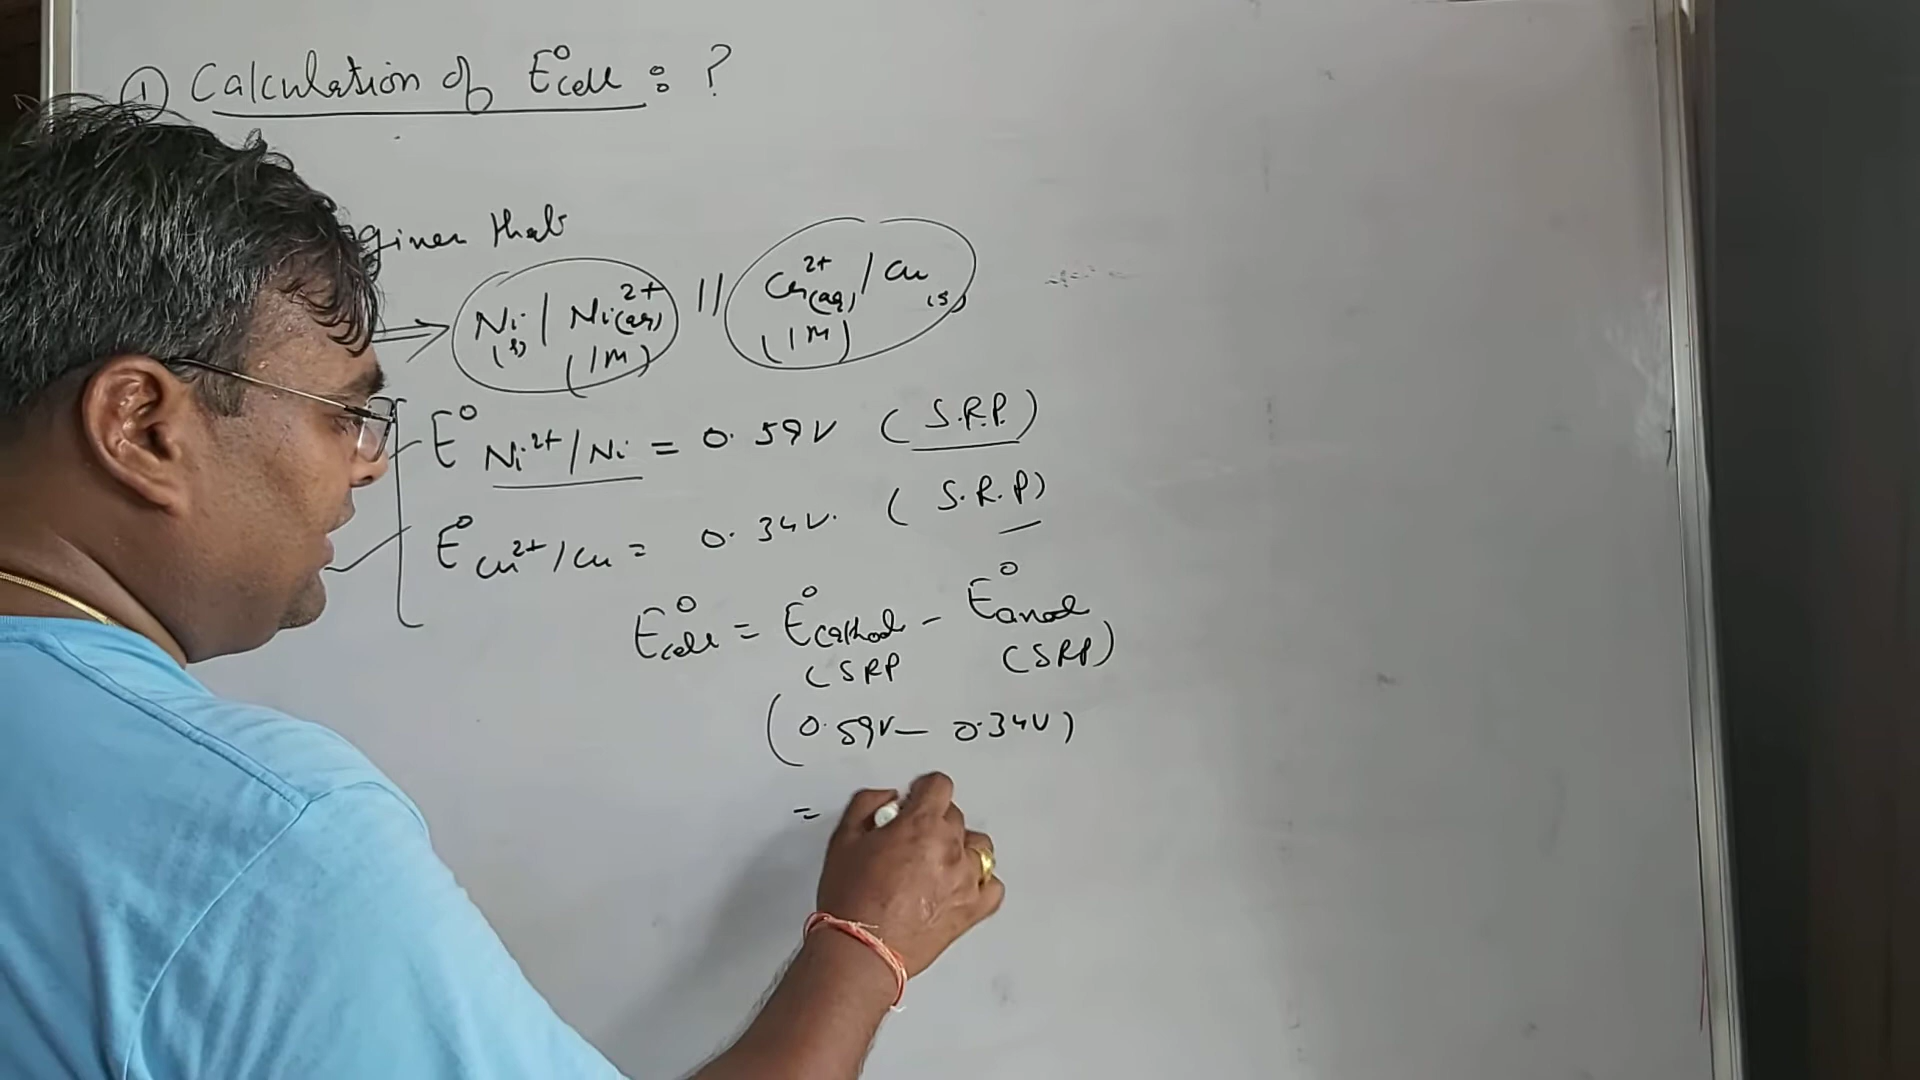 ① Calculation of E°cell : ?
given that
Ni(s) / Ni²⁺(aq) (1M) // Cu²⁺(aq) (1M) / Cu(s)
E° Ni²⁺/Ni = 0.59V (S.R.P.)
E° Cu²⁺/Cu = 0.34V. (S.R.P)
E°cell = E°cathode - E°anode
(SRP (SRP)
(0.59V - 0.34V)
=